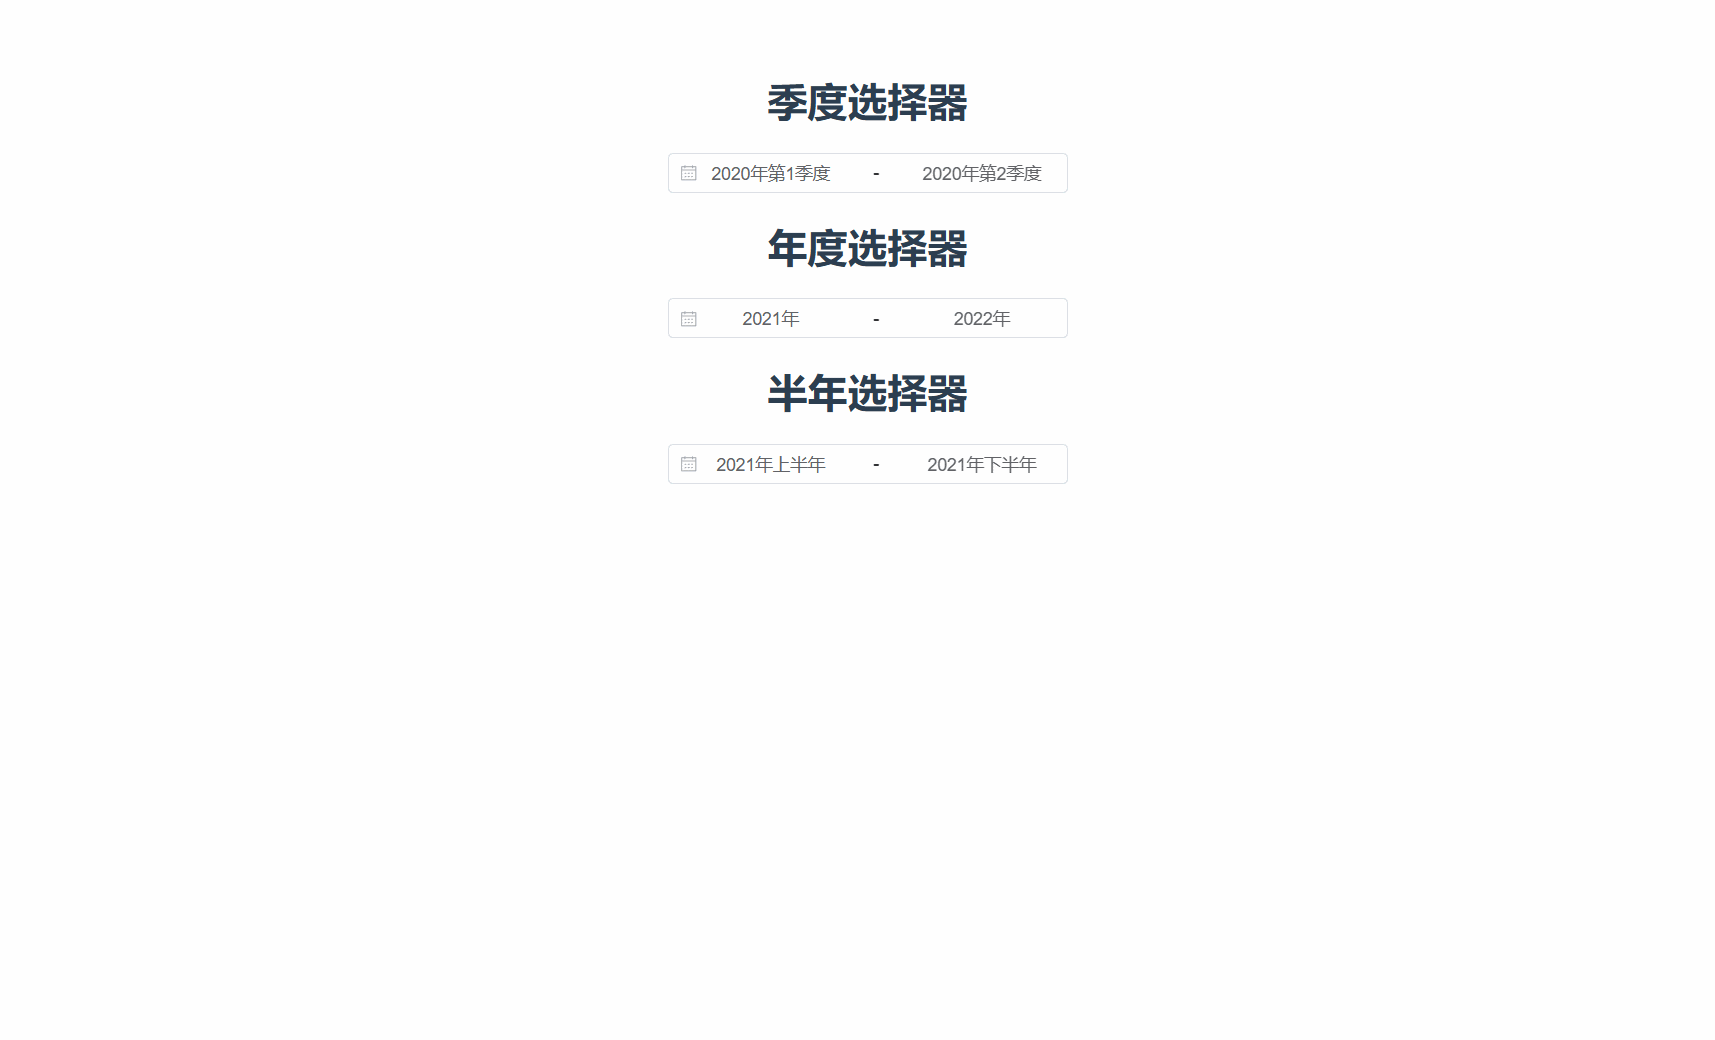 季度选择器
2020年第1季度 - 2020年第2季度
年度选择器
2021年 - 2022年
半年选择器
2021年上半年 - 2021年下半年